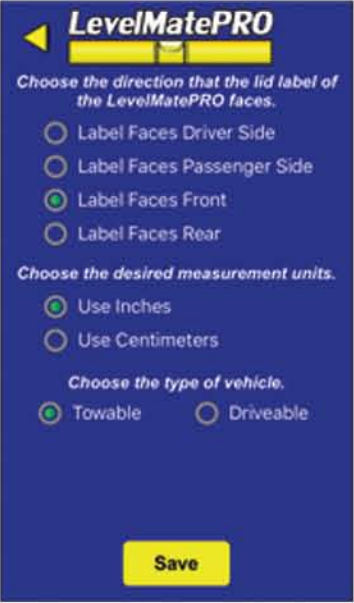 LevelMatePRO
Choose the direction that the lid label of
the LevelMatePRO faces.
Label Faces Driver Side
Label Faces Passenger Side
Label Faces Front
Label Faces Rear
Choose the desired measurement units.
Use Inches
Use Centimeters
Choose the type of vehicle.
Towable Driveable
Save